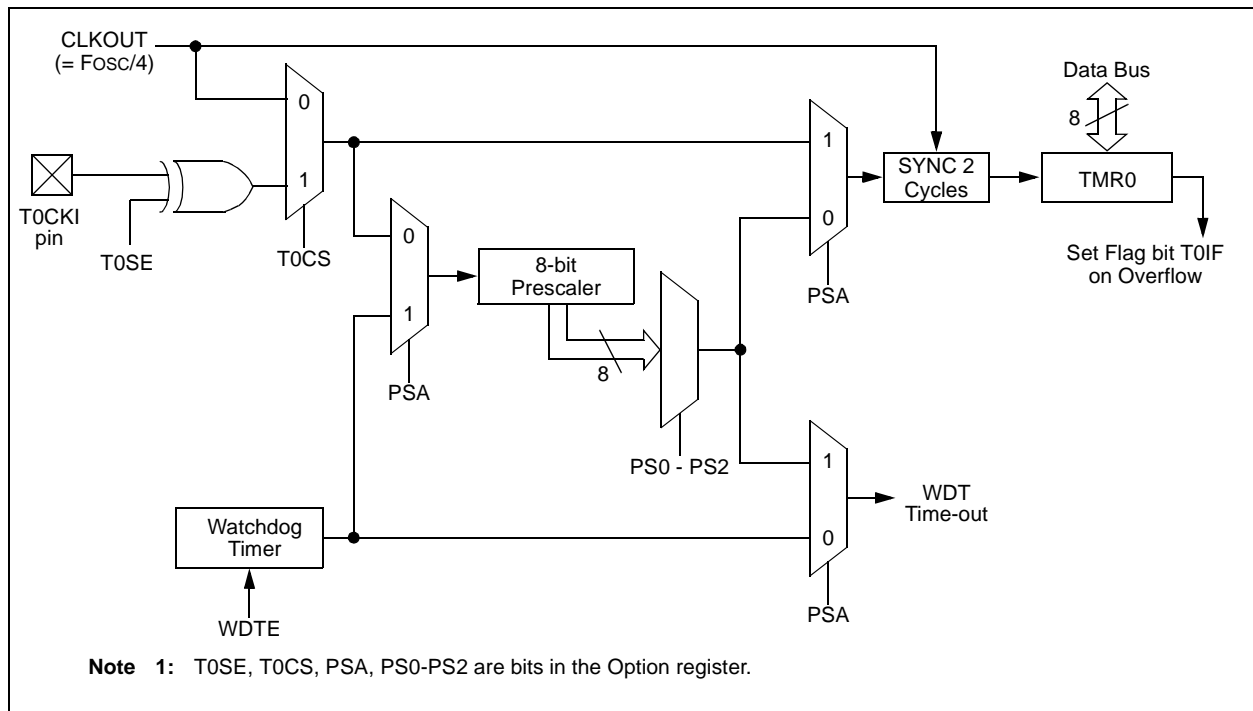 CLKOUT
(= FOSC/4)
Data Bus
8
0
1
T0CKI
pin
T0SE
T0CS
0
1
PSA
8-bit
Prescaler
8
PS0 - PS2
1
0
PSA
SYNC 2
Cycles
TMR0
Set Flag bit T0IF
on Overflow
1
0
PSA
WDT
Time-out
Watchdog
Timer
WDTE
Note 1: T0SE, T0CS, PSA, PS0-PS2 are bits in the Option register.